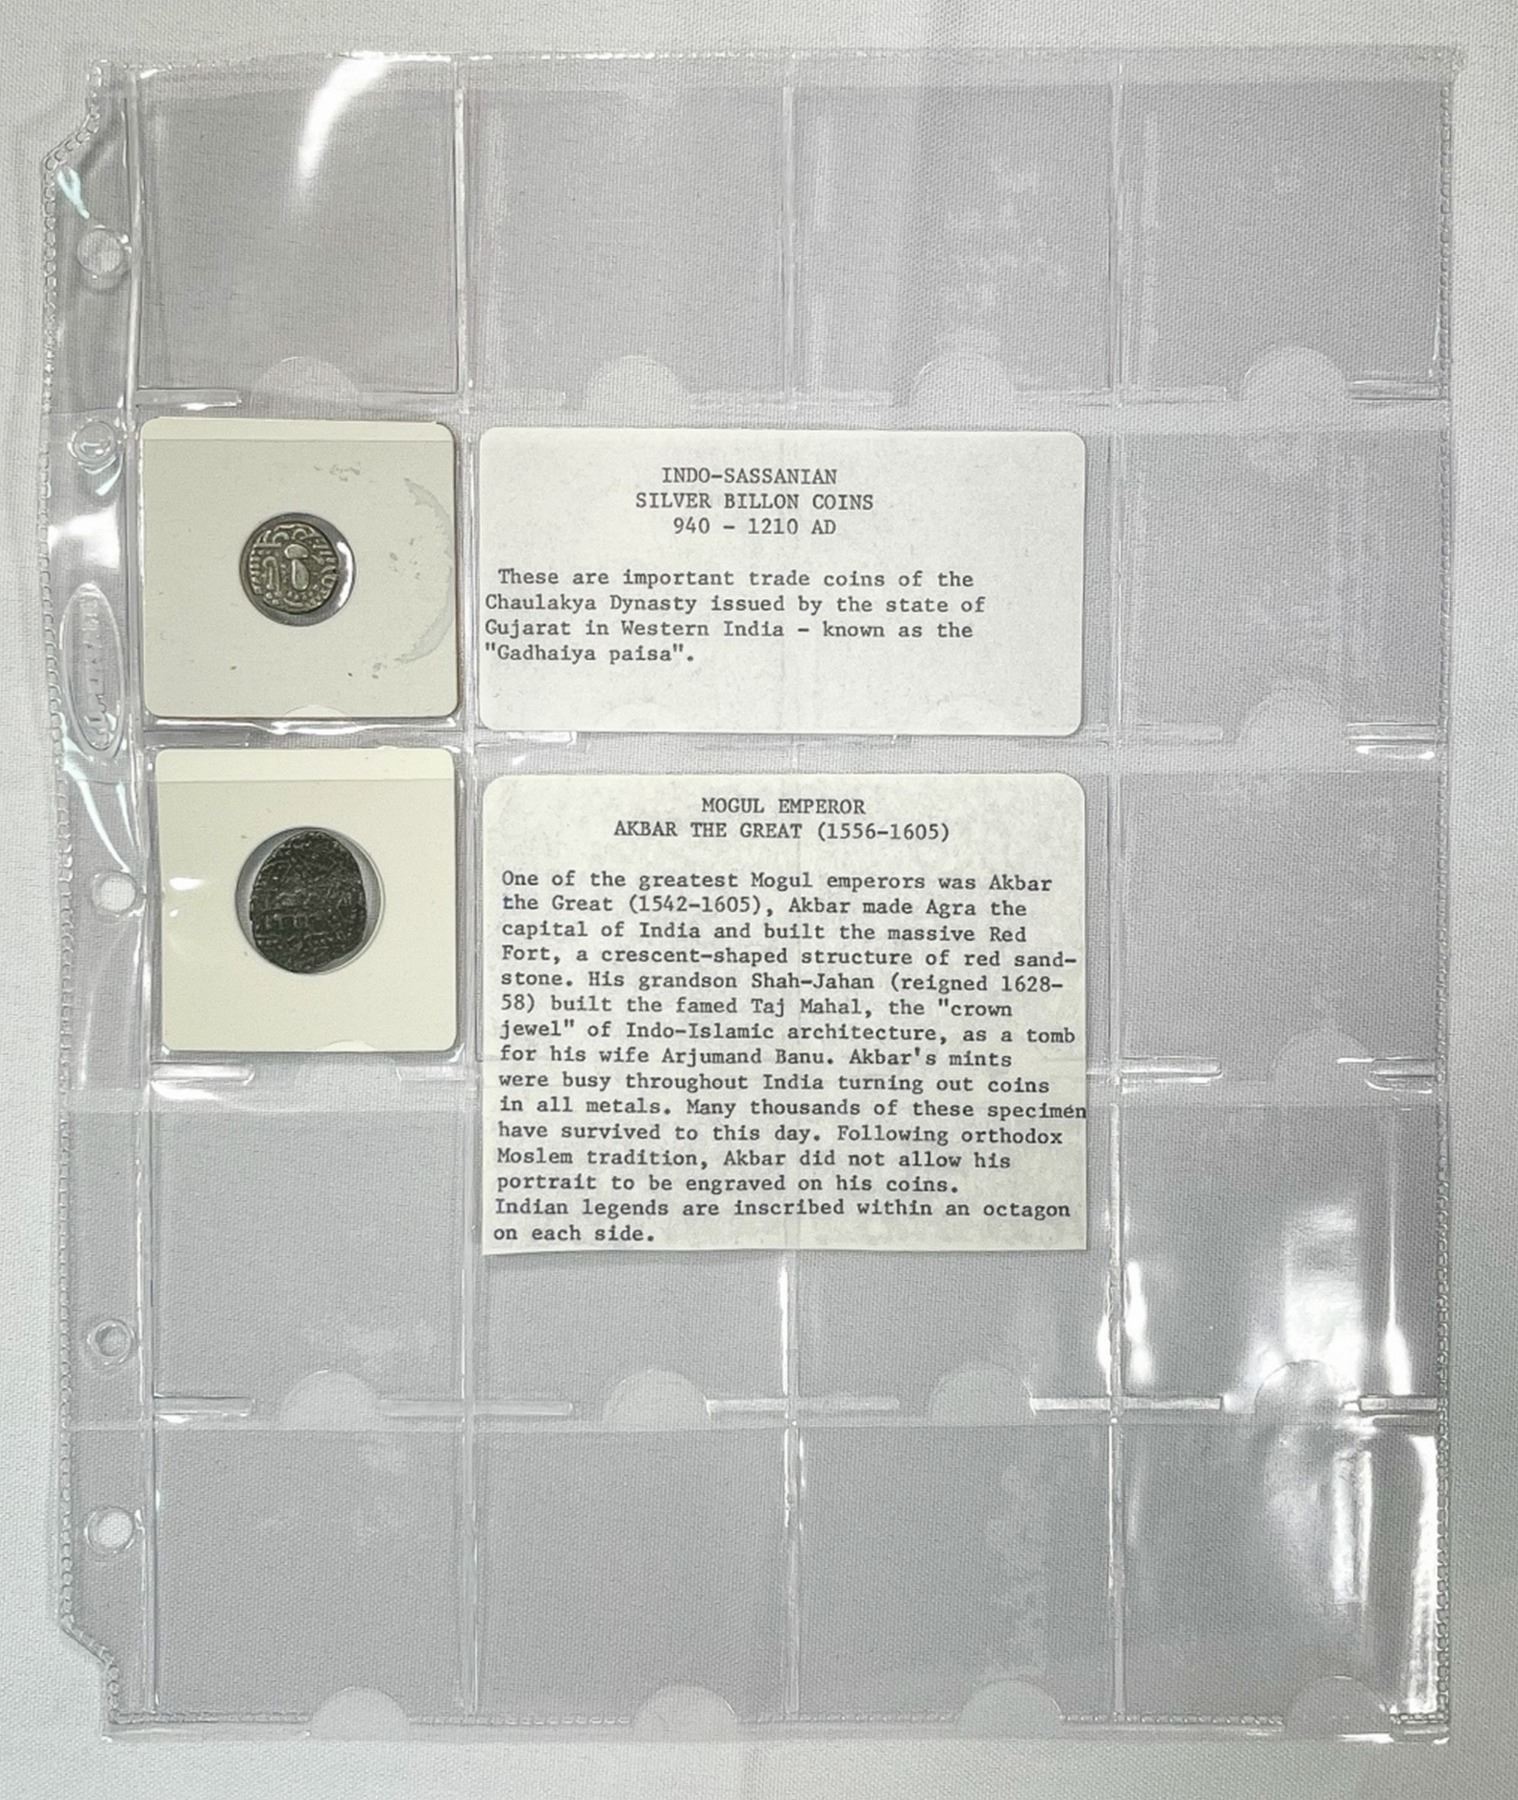 INDO-SASSANIAN
SILVER BILLON COINS
940 - 1210 AD
These are important trade coins of the
Chaulakya Dynasty issued by the state of
Gujarat in Western India - known as the
"Gadhaiya paisa".
MOGUL EMPEROR
AKBAR THE GREAT (1556-1605)
One of the greatest Mogul emperors was Akbar
the Great (1542-1605), Akbar made Agra the
capital of India and built the massive Red
Fort, a crescent-shaped structure of red sand-
stone. His grandson Shah-Jahan (reigned 1628-
58) built the famed Taj Mahal, the "crown
jewel" of Indo-Islamic architecture, as a tomb
for his wife Arjumand Banu. Akbar's mints
were busy throughout India turning out coins
in all metals. Many thousands of these specimen
have survived to this day. Following orthodox
Moslem tradition, Akbar did not allow his
portrait to be engraved on his coins.
Indian legends are inscribed within an octagon
on each side.